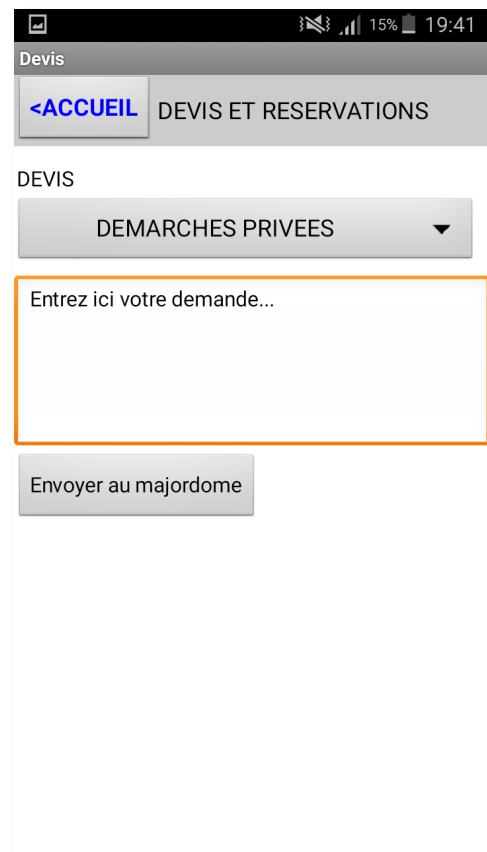 15% 19:41
Devis
<ACCUEIL DEVIS ET RESERVATIONS
DEVIS
DEMARCHES PRIVEES
Entrez ici votre demande...
Envoyer au majordome